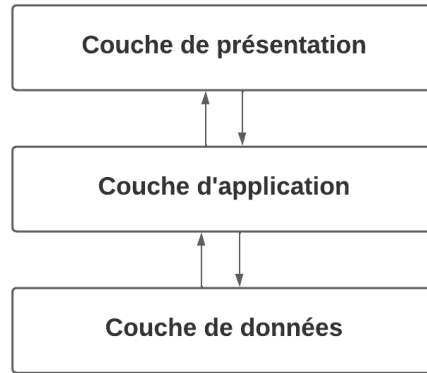 Couche de présentation
Couche d'application
Couche de données